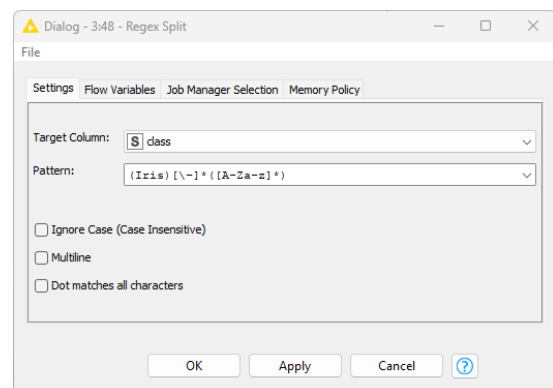 Dialog - 3:48 - Regex Split
File
Settings Flow Variables Job Manager Selection Memory Policy
Target Column: S class
Pattern: (Iris)[\-]*([A-Za-z]*)
Ignore Case (Case Insensitive)
Multiline
Dot matches all characters
OK Apply Cancel ?